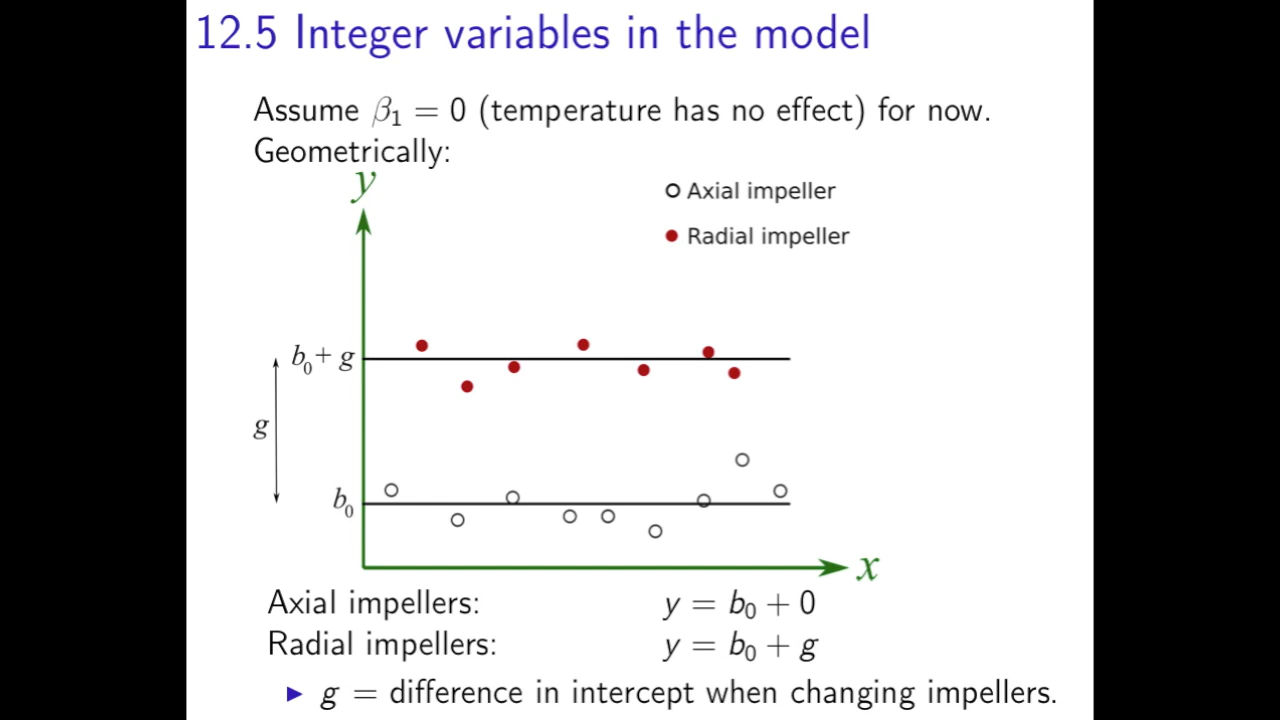 12.5 Integer variables in the model
Assume β₁ = 0 (temperature has no effect) for now.
Geometrically:
y
Axial impeller
Radial impeller
b₀+ g
g
b₀
x
Axial impellers: y = b₀ + 0
Radial impellers: y = b₀ + g
▶ g = difference in intercept when changing impellers.